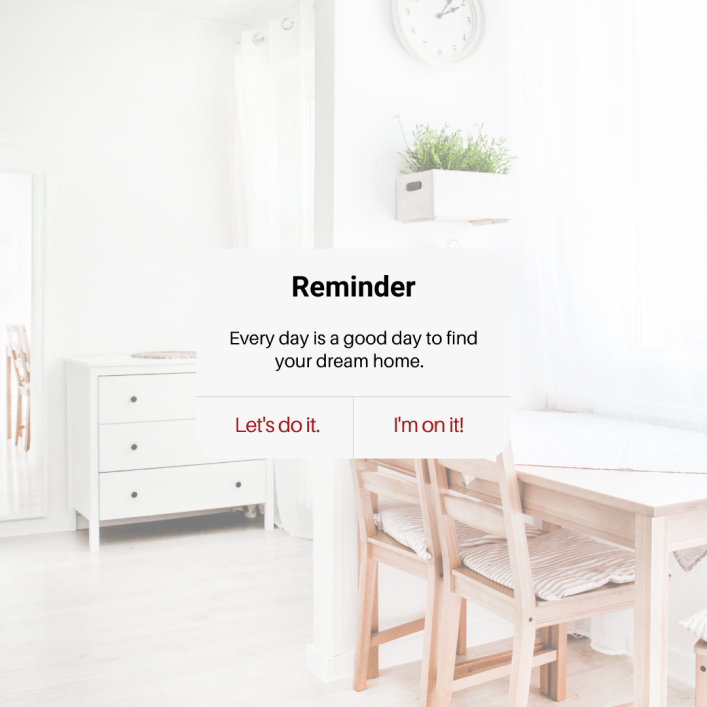 Reminder
Every day is a good day to find
your dream home.
Let's do it.
I'm on it!